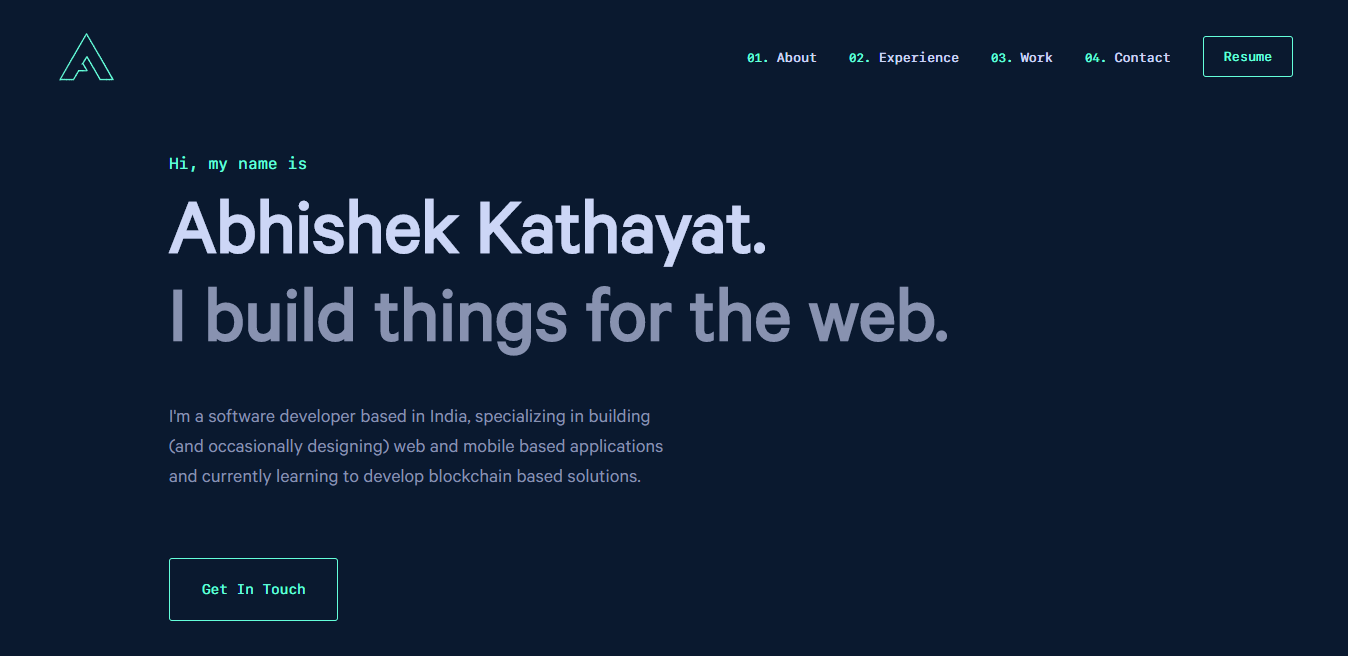 01. About 02. Experience 03. Work 04. Contact Resume
Hi, my name is
Abhishek Kathayat.
I build things for the web.
I'm a software developer based in India, specializing in building
(and occasionally designing) web and mobile based applications
and currently learning to develop blockchain based solutions.
Get In Touch